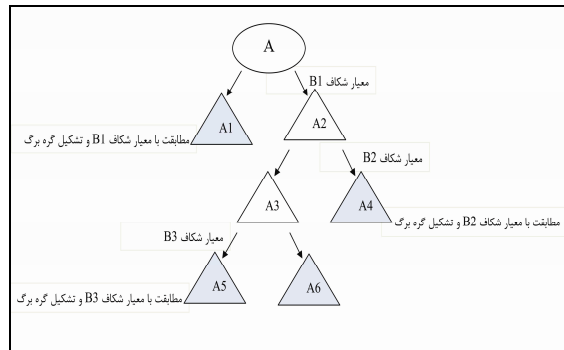 A
معیار شکاف B1
A1
A2
مطابقت با معیار شکاف B1 و تشکیل گره برگ
معیار شکاف B2
A3
A4
مطابقت با معیار شکاف B2 و تشکیل گره برگ
معیار شکاف B3
A5
A6
مطابقت با معیار شکاف B3 و تشکیل گره برگ